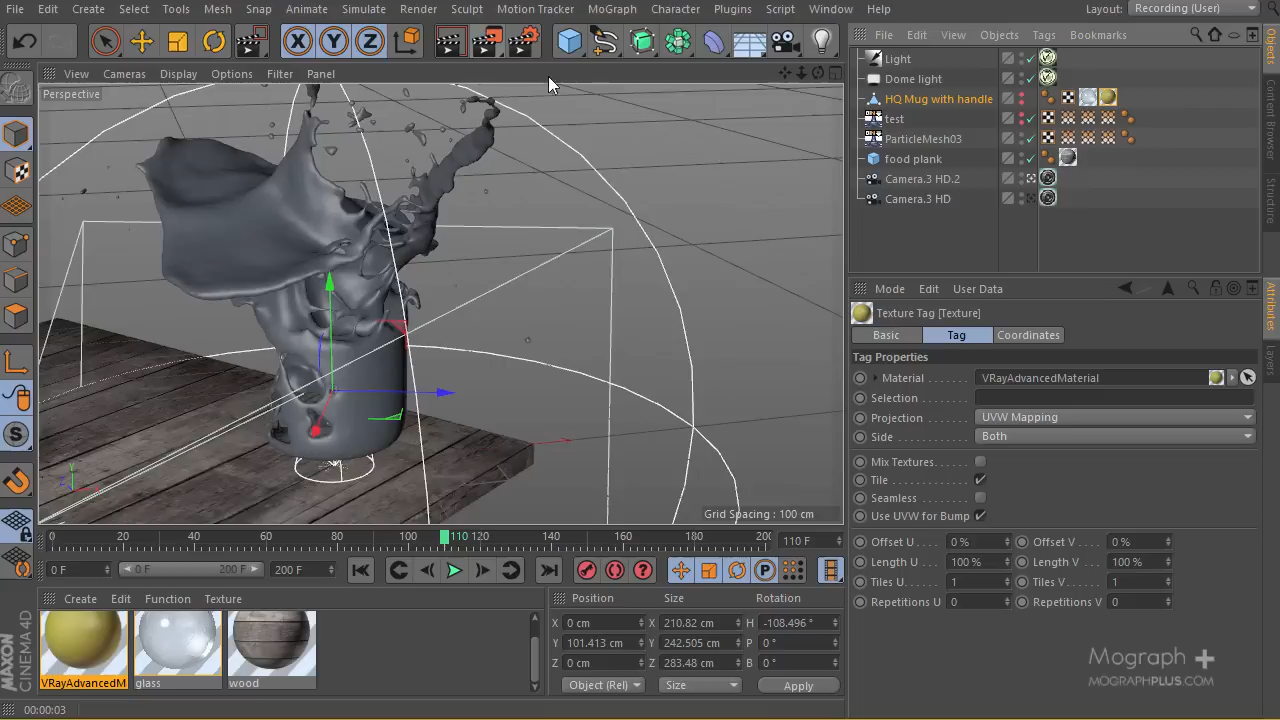 File Edit Create Select Tools Mesh Snap Animate Simulate Render Sculpt Motion Tracker MoGraph Character Plugins Script Window Help Layout: Recording (User)
X Y Z
File Edit View Objects Tags Bookmarks
View Cameras Display Options Filter Panel
Perspective
Light
Dome light
HQ Mug with handle
test
ParticleMesh03
food plank
Camera.3 HD.2
Camera.3 HD
Objects
Content Browser
Structure
Mode Edit User Data
Texture Tag [Texture]
Basic Tag Coordinates
Tag Properties
Material VRayAdvancedMaterial
Selection
Projection UVW Mapping
Side Both
Mix Textures
Tile
Seamless
Use UVW for Bump
Offset U 0 % Offset V 0 %
Length U 100 % Length V 100 %
Tiles U 1 Tiles V 1
Repetitions U 0 Repetitions V 0
Attributes
Layers
Y
Grid Spacing : 100 cm
0 20 40 60 80 100 110 120 140 160 180 200 110 F
0 F 0 F 200 F 200 F
Create Edit Function Texture
VRayAdvancedM glass wood
Position Size Rotation
X 0 cm X 210.82 cm H -108.496 °
Y 101.413 cm Y 242.505 cm P 0 °
Z 0 cm Z 283.48 cm B 0 °
Object (Rel) Size Apply
MAXON
CINEMA 4D
00:00:03
Mograph +
MOGRAPHPLUS.COM